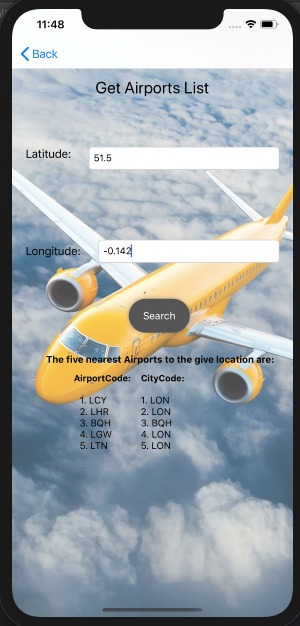 11:48
Back
Get Airports List
Latitude: 51.5
Longitude: -0.142
Search
The five nearest Airports to the give location are:
AirportCode: CityCode:
1. LCY 1. LON
2. LHR 2. LON
3. BQH 3. BQH
4. LGW 4. LON
5. LTN 5. LON